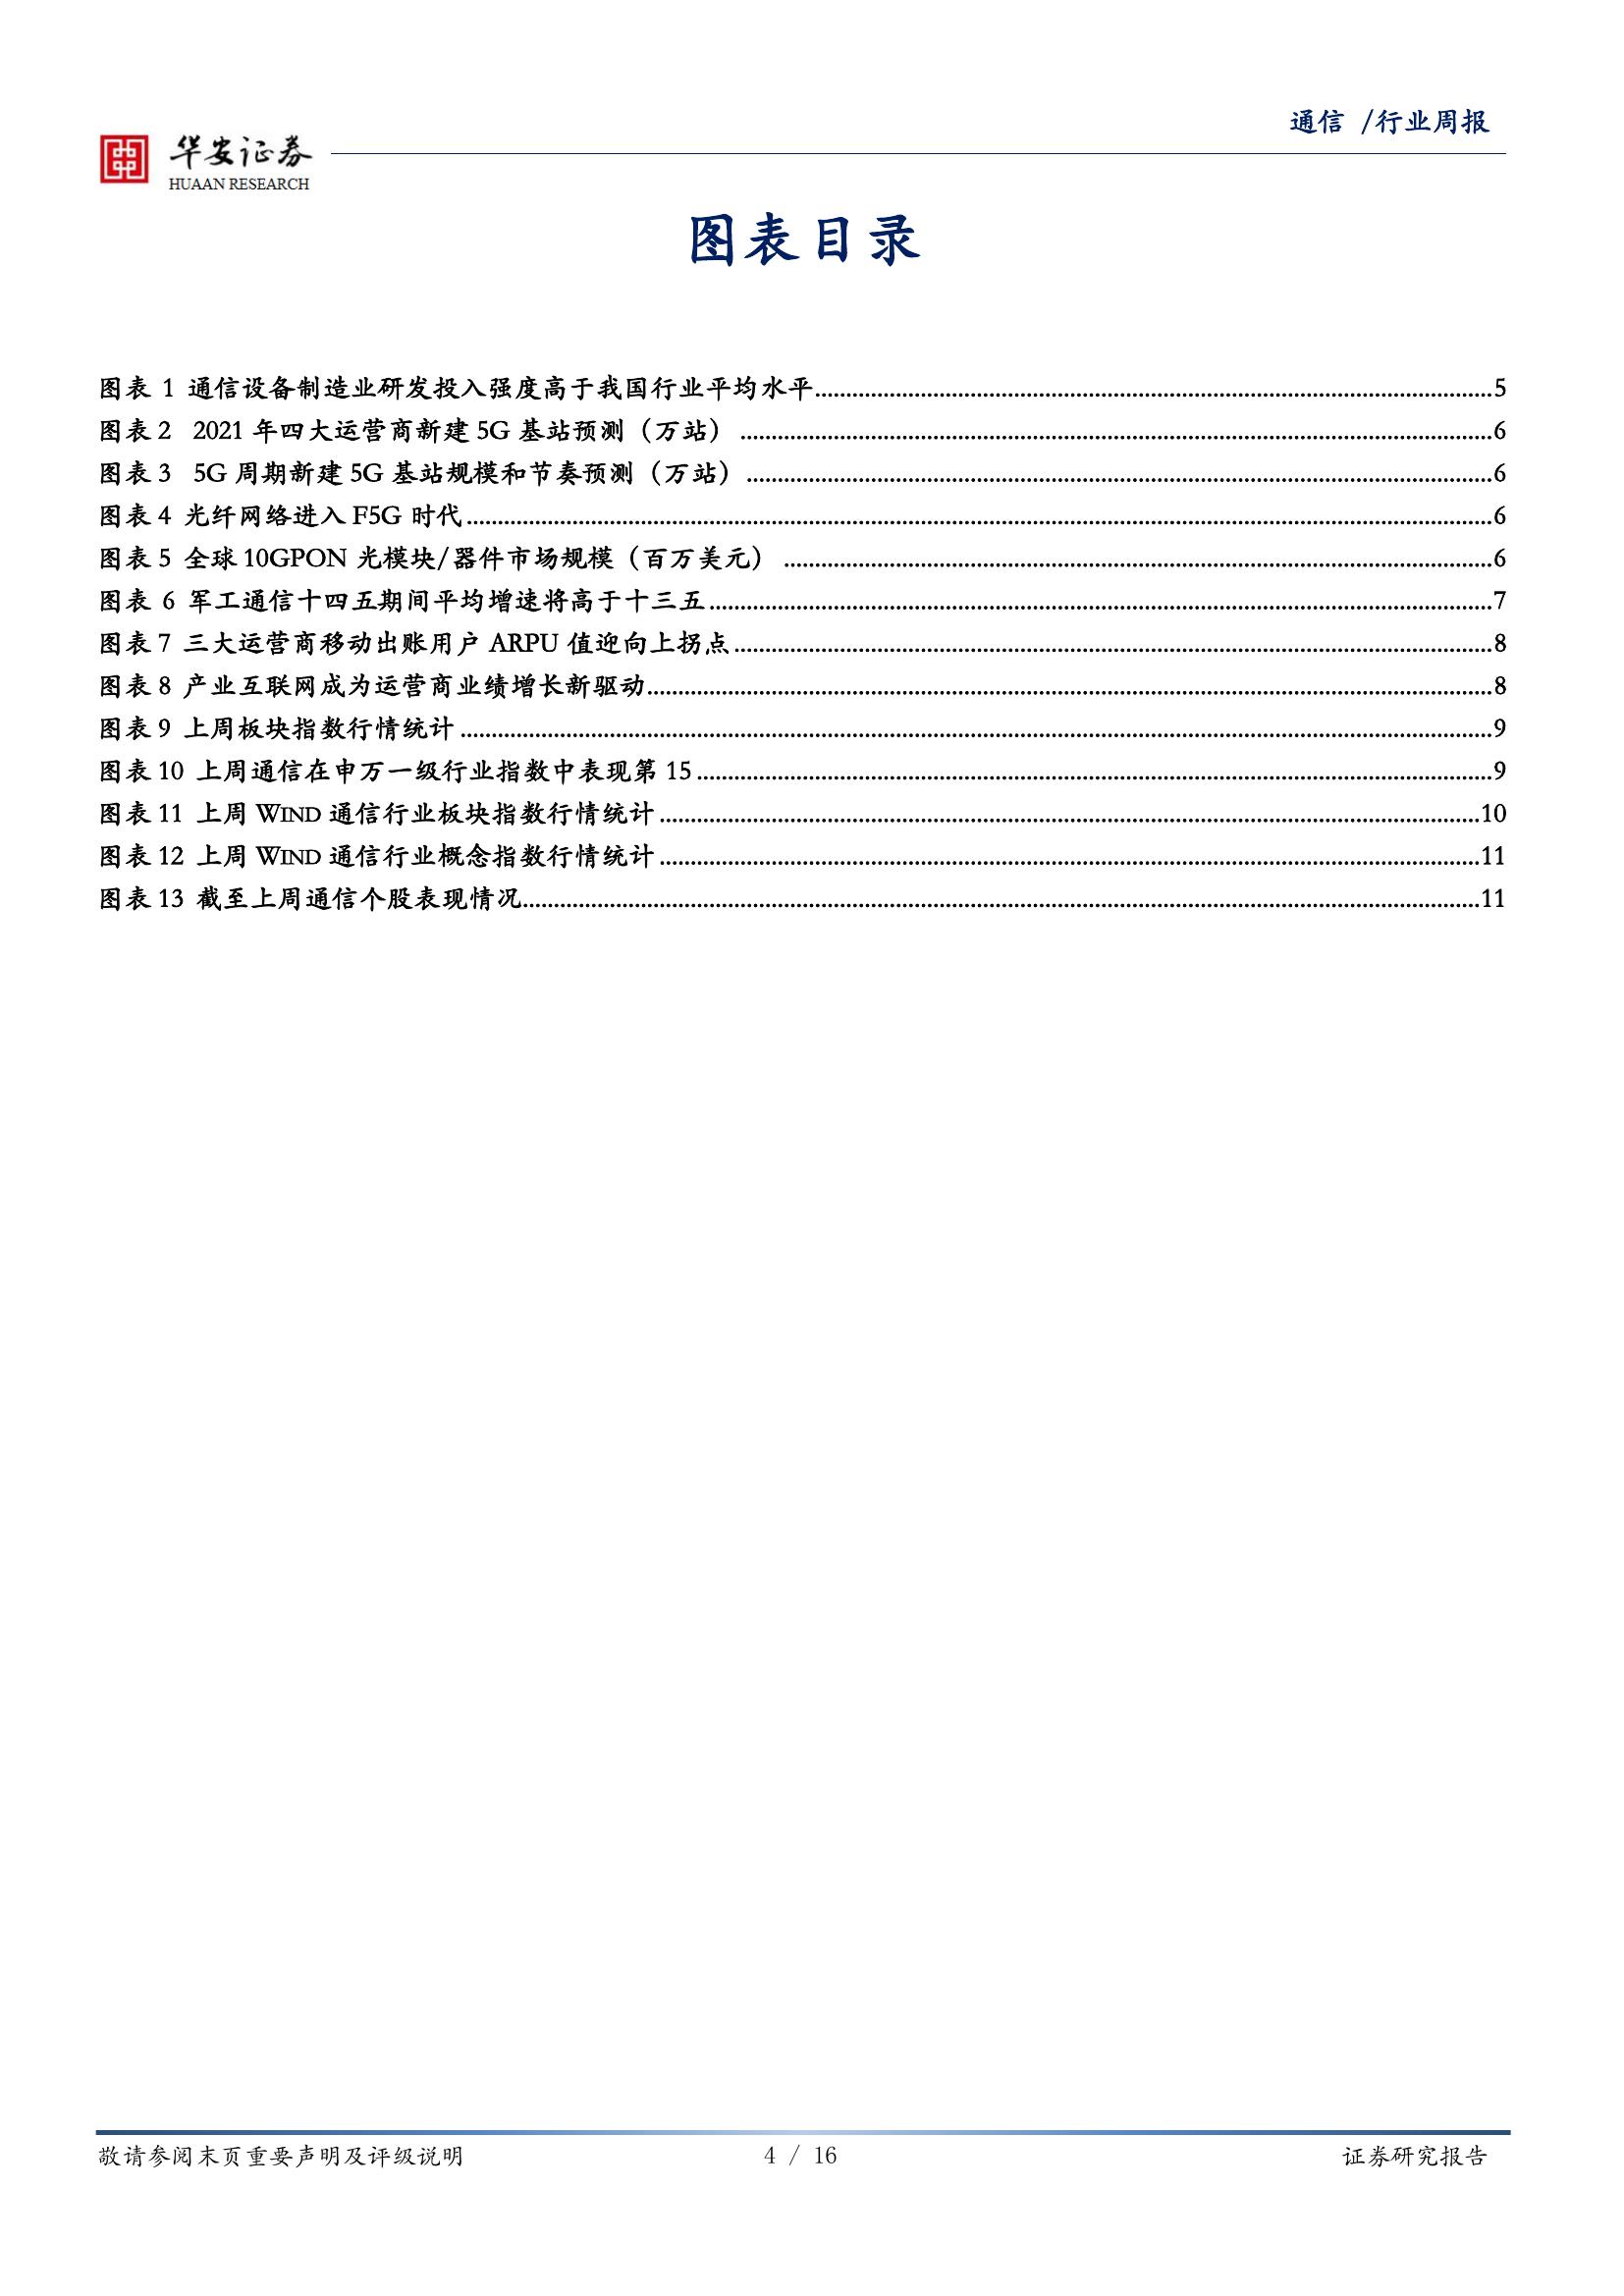 通信 /行业周报
华安证券
HUAAN RESEARCH
图表目录
图表 1 通信设备制造业研发投入强度高于我国行业平均水平........................5
图表 2 2021 年四大运营商新建 5G 基站预测（万站）........................6
图表 3 5G 周期新建 5G 基站规模和节奏预测（万站）........................6
图表 4 光纤网络进入 F5G 时代........................6
图表 5 全球 10GPON 光模块/器件市场规模（百万美元）........................6
图表 6 军工通信十四五期间平均增速将高于十三五........................7
图表 7 三大运营商移动出账用户 ARPU 值迎向上拐点........................8
图表 8 产业互联网成为运营商业绩增长新驱动........................8
图表 9 上周板块指数行情统计........................9
图表 10 上周通信在申万一级行业指数中表现第 15........................9
图表 11 上周 WIND 通信行业板块指数行情统计........................10
图表 12 上周 WIND 通信行业概念指数行情统计........................11
图表 13 截至上周通信个股表现情况........................11
敬请参阅末页重要声明及评级说明
4 / 16
证券研究报告